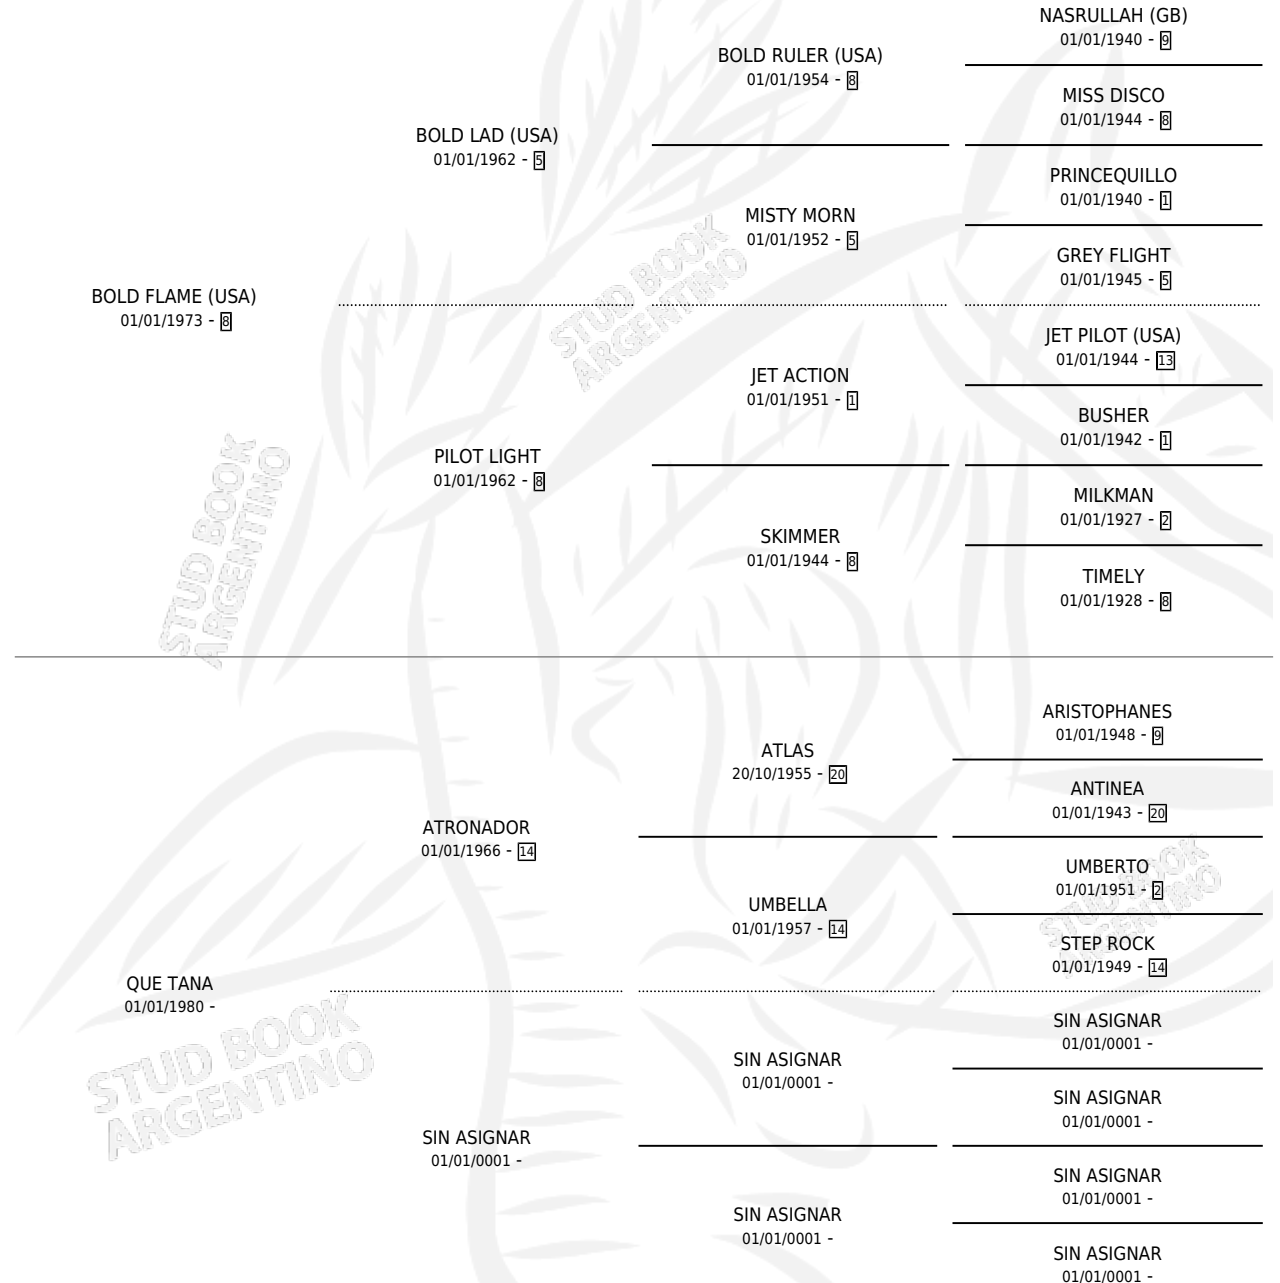 NASRULLAH (GB)
01/01/1940 - 9
BOLD RULER (USA)
01/01/1954 - 8
MISS DISCO
01/01/1944 - 8
BOLD LAD (USA)
01/01/1962 - 5
PRINCEQUILLO
01/01/1940 - 1
MISTY MORN
01/01/1952 - 5
GREY FLIGHT
01/01/1945 - 5
BOLD FLAME (USA)
01/01/1973 - 8
JET PILOT (USA)
01/01/1944 - 13
JET ACTION
01/01/1951 - 1
BUSHER
01/01/1942 - 1
PILOT LIGHT
01/01/1962 - 8
MILKMAN
01/01/1927 - 2
SKIMMER
01/01/1944 - 8
TIMELY
01/01/1928 - 8
ARISTOPHANES
01/01/1948 - 9
ATLAS
20/10/1955 - 20
ANTINEA
01/01/1943 - 20
ATRONADOR
01/01/1966 - 14
UMBERTO
01/01/1951 - 2
UMBELLA
01/01/1957 - 14
STEP ROCK
01/01/1949 - 14
QUE TANA
01/01/1980 -
SIN ASIGNAR
01/01/0001 -
SIN ASIGNAR
01/01/0001 -
SIN ASIGNAR
01/01/0001 -
SIN ASIGNAR
01/01/0001 -
SIN ASIGNAR
01/01/0001 -
SIN ASIGNAR
01/01/0001 -
SIN ASIGNAR
01/01/0001 -
STUD BOOK
ARGENTINO
STUD BOOK
ARGENTINO
STUD BOOK
ARGENTINO
STUD BOOK
ARGENTINO